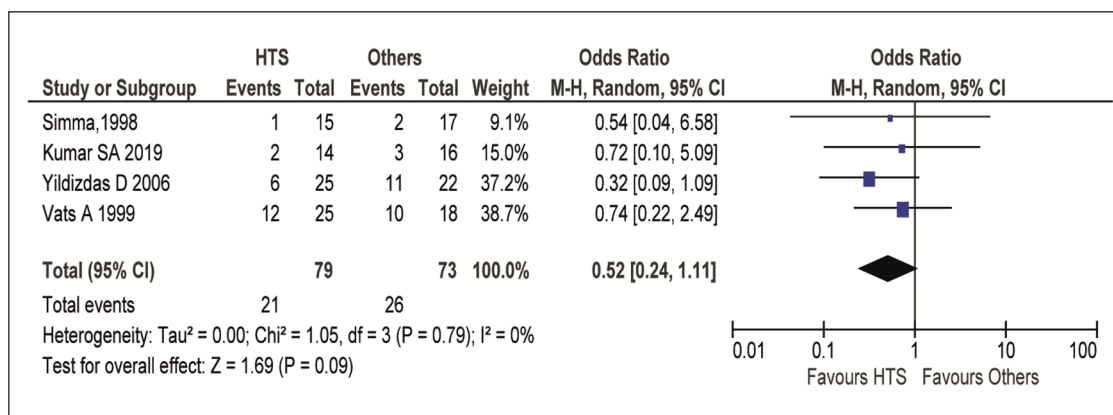 HTS Others Odds Ratio Odds Ratio
Study or Subgroup Events Total Events Total Weight M-H, Random, 95% CI M-H, Random, 95% CI
Simma,1998 1 15 2 17 9.1% 0.54 [0.04, 6.58]
Kumar SA 2019 2 14 3 16 15.0% 0.72 [0.10, 5.09]
Yildizdas D 2006 6 25 11 22 37.2% 0.32 [0.09, 1.09]
Vats A 1999 12 25 10 18 38.7% 0.74 [0.22, 2.49]
Total (95% CI) 79 73 100.0% 0.52 [0.24, 1.11]
Total events 21 26
Heterogeneity: Tau² = 0.00; Chi² = 1.05, df = 3 (P = 0.79); I² = 0%
Test for overall effect: Z = 1.69 (P = 0.09)
0.01 0.1 1 10 100
Favours HTS Favours Others